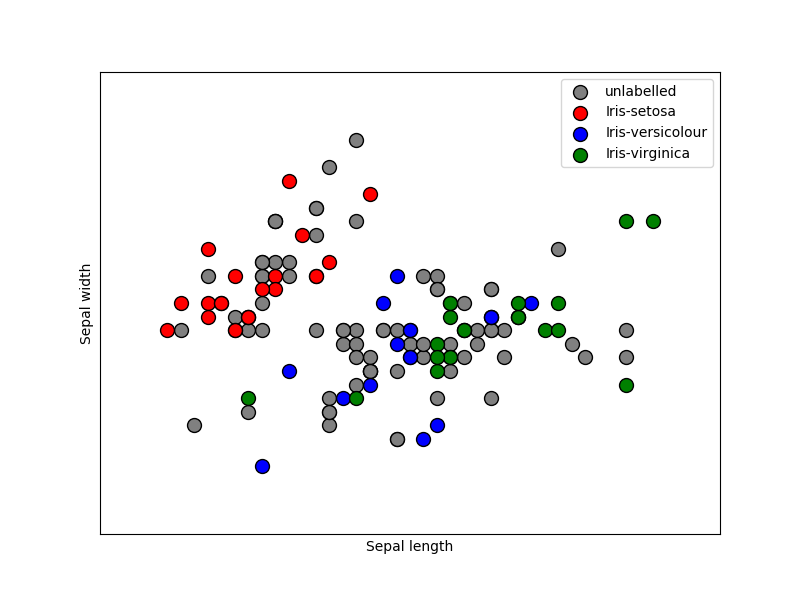 unlabelled
Iris-setosa
Iris-versicolour
Iris-virginica
Sepal width
Sepal length